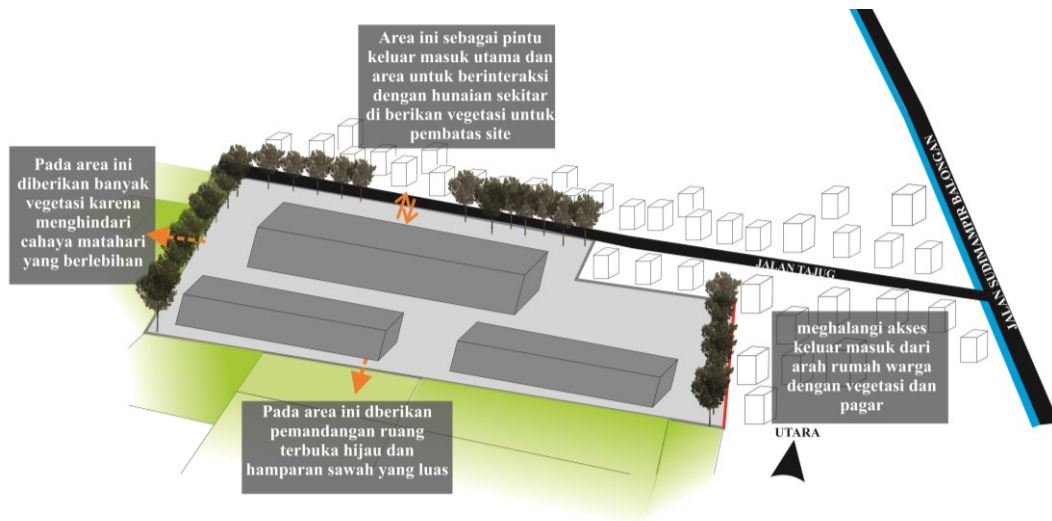 Area ini sebagai pintu
keluar masuk utama dan
area untuk berinteraksi
dengan hunaian sekitar
di berikan vegetasi untuk
pembatas site
Pada area ini
diberikan banyak
vegetasi karena
menghindari
cahaya matahari
yang berlebihan
JALAN TAJUG
JALAN SUDIMAMPIR BALONGAN
meghalangi akses
keluar masuk dari
arah rumah warga
dengan vegetasi dan
pagar
Pada area ini dberikan
pemandangan ruang
terbuka hijau dan
hamparan sawah yang luas
UTARA